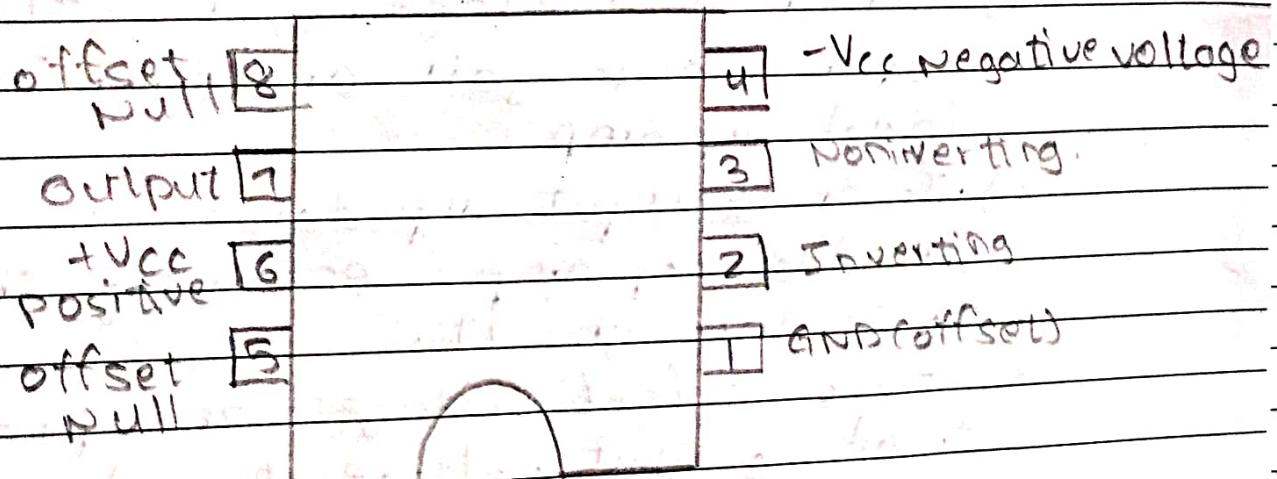 offset
Null
8
output
7
+Vcc
positive
6
offset
Null
5
4
-Vcc Negative voltage
3
Noninverting.
2
Inverting
1
GND(offset)